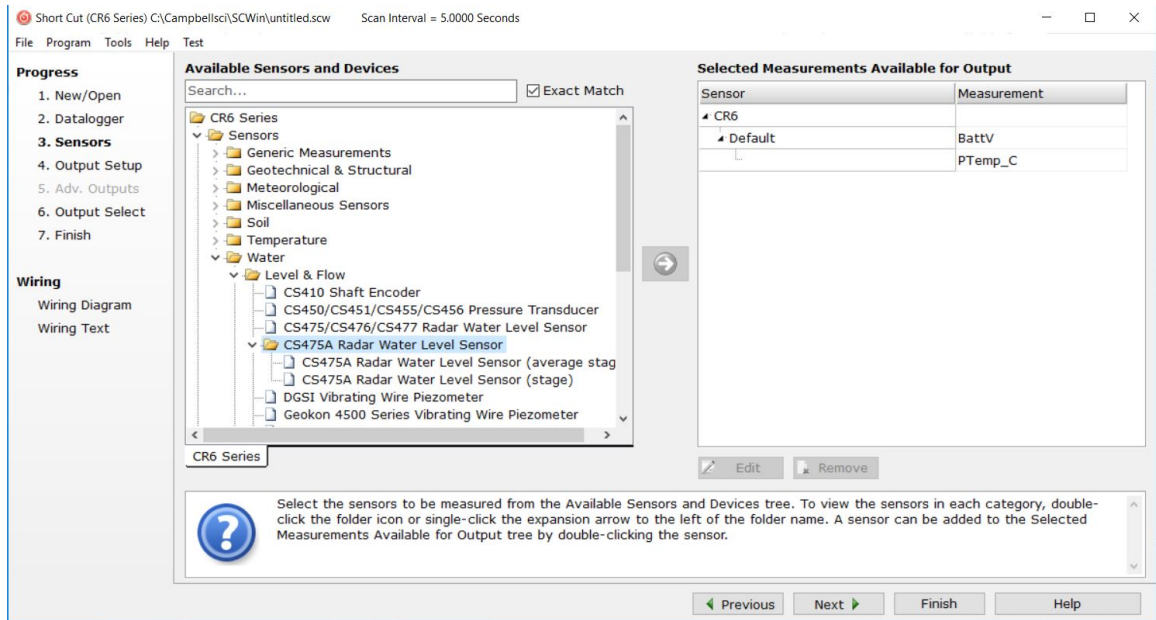 Short Cut (CR6 Series) C:\Campbellsci\SCWin\untitled.scw Scan Interval = 5.0000 Seconds
File Program Tools Help Test
Progress
1. New/Open
2. Datalogger
3. Sensors
4. Output Setup
5. Adv. Outputs
6. Output Select
7. Finish
Wiring
Wiring Diagram
Wiring Text
Available Sensors and Devices
Search...
Exact Match
CR6 Series
Sensors
Generic Measurements
Geotechnical & Structural
Meteorological
Miscellaneous Sensors
Soil
Temperature
Water
Level & Flow
CS410 Shaft Encoder
CS450/CS451/CS455/CS456 Pressure Transducer
CS475/CS476/CS477 Radar Water Level Sensor
CS475A Radar Water Level Sensor
CS475A Radar Water Level Sensor (average stag
CS475A Radar Water Level Sensor (stage)
DGSI Vibrating Wire Piezometer
Geokon 4500 Series Vibrating Wire Piezometer
CR6 Series
Selected Measurements Available for Output
Sensor Measurement
CR6
Default BattV
PTemp_C
Edit Remove
Select the sensors to be measured from the Available Sensors and Devices tree. To view the sensors in each category, double-
click the folder icon or single-click the expansion arrow to the left of the folder name. A sensor can be added to the Selected
Measurements Available for Output tree by double-clicking the sensor.
Previous Next Finish Help